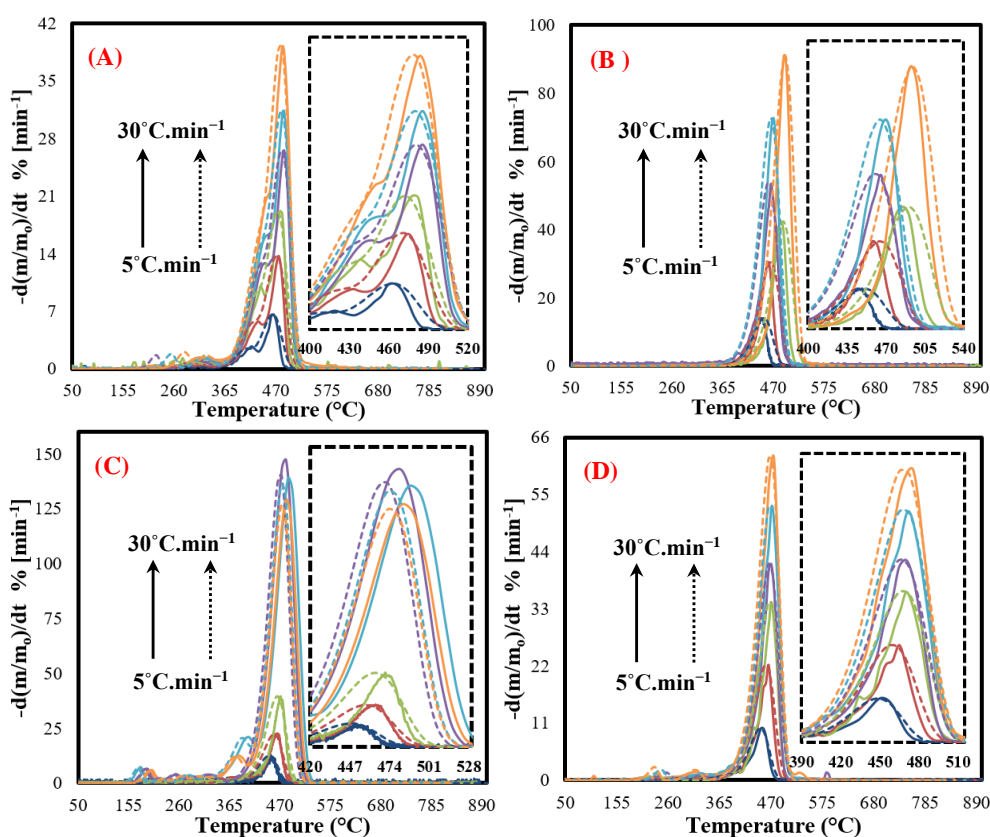 (A)
-d(m/mₒ)/dt % [min⁻¹]
42
35
28
21
14
7
0
30°C.min⁻¹
5°C.min⁻¹
400 430 460 490 520
50 155 260 365 470 575 680 785 890
Temperature (°C)
(B )
-d(m/mₒ)/dt % [min⁻¹]
100
80
60
40
20
0
30°C.min⁻¹
5°C.min⁻¹
400 435 470 505 540
50 155 260 365 470 575 680 785 890
Temperature (°C)
(C)
-d(m/mₒ)/dt % [min⁻¹]
150
125
100
75
50
25
0
30°C.min⁻¹
5°C.min⁻¹
420 447 474 501 528
50 155 260 365 470 575 680 785 890
Temperature (°C)
(D)
-d(m/mₒ)/dt % [min⁻¹]
66
55
44
33
22
11
0
30°C.min⁻¹
5°C.min⁻¹
390 420 450 480 510
50 155 260 365 470 575 680 785 890
Temperature (°C)